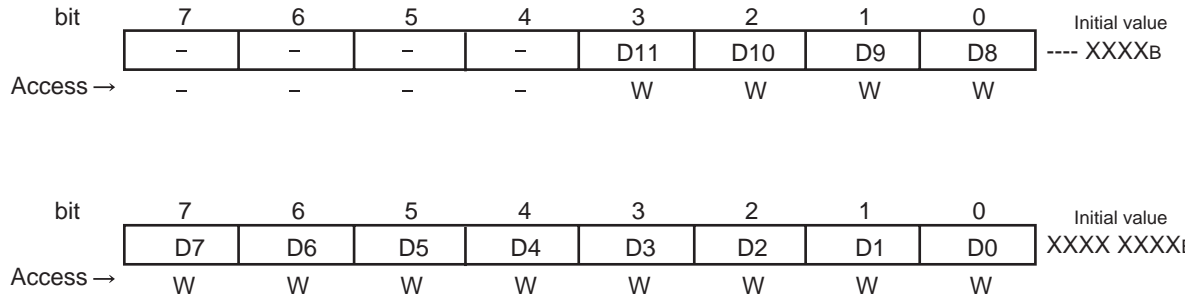 bit 7 6 5 4 3 2 1 0 Initial value
– – – – D11 D10 D9 D8 ---- XXXXB
Access → – – – – W W W W
bit 7 6 5 4 3 2 1 0 Initial value
D7 D6 D5 D4 D3 D2 D1 D0 XXXX XXXXB
Access → W W W W W W W W